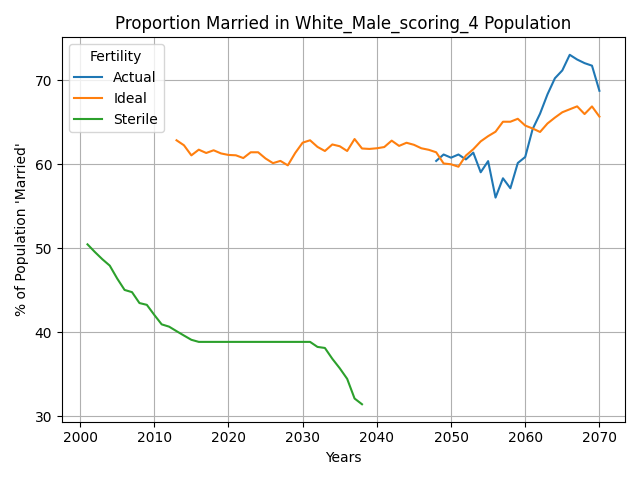 Proportion Married in White_Male_scoring_4 Population
Fertility
Actual
Ideal
Sterile
% of Population 'Married'
70
60
50
40
30
2000 2010 2020 2030 2040 2050 2060 2070
Years